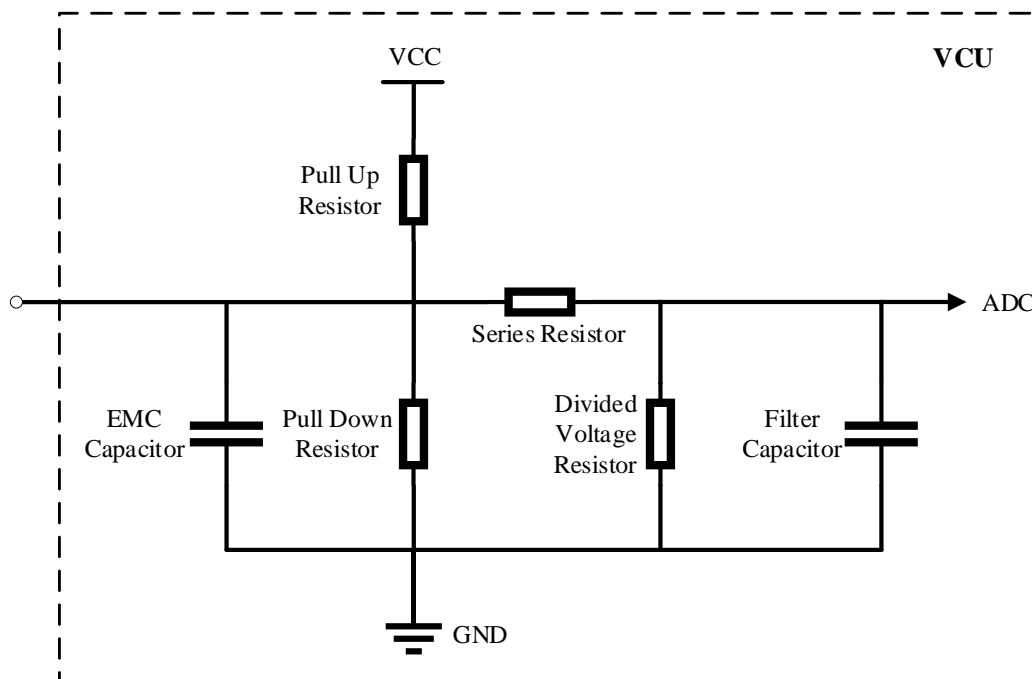 VCC
VCU
Pull Up
Resistor
ADC
Series Resistor
EMC
Capacitor
Pull Down
Resistor
Divided
Voltage
Resistor
Filter
Capacitor
GND